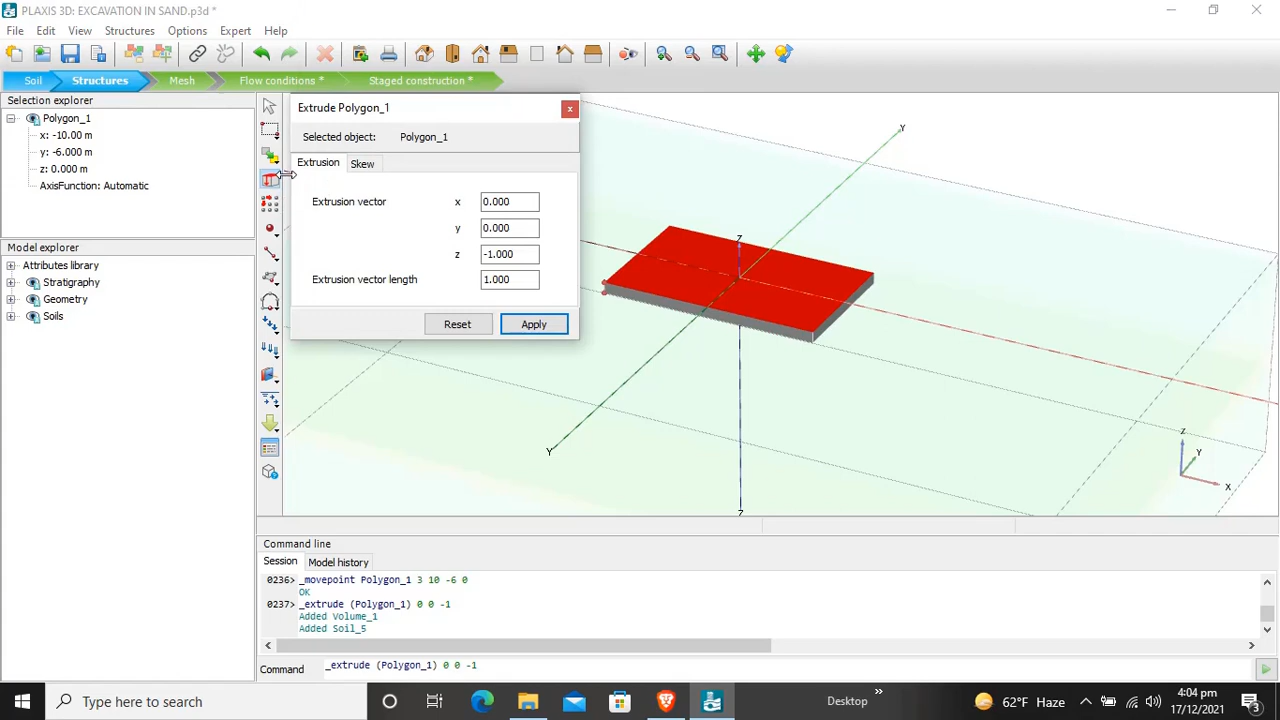 PLAXIS 3D: EXCAVATION IN SAND.p3d *
File Edit View Structures Options Expert Help
Soil Structures Mesh Flow conditions * Staged construction *
Selection explorer
Polygon_1
x: -10.00 m
y: -6.000 m
z: 0.000 m
AxisFunction: Automatic
Model explorer
Attributes library
Stratigraphy
Geometry
Soils
Extrude Polygon_1
x
Selected object: Polygon_1
Extrusion Skew
Extrusion vector x 0.000
y 0.000
z -1.000
Extrusion vector length 1.000
Reset Apply
Y
Z
Y
Z
Z
Y
X
Command line
Session Model history
0236> _movepoint Polygon_1 3 10 -6 0
OK
0237> _extrude (Polygon_1) 0 0 -1
Added Volume_1
Added Soil_5
Command _extrude (Polygon_1) 0 0 -1
Type here to search
Desktop
»
62°F Haze
4:04 pm
17/12/2021
3